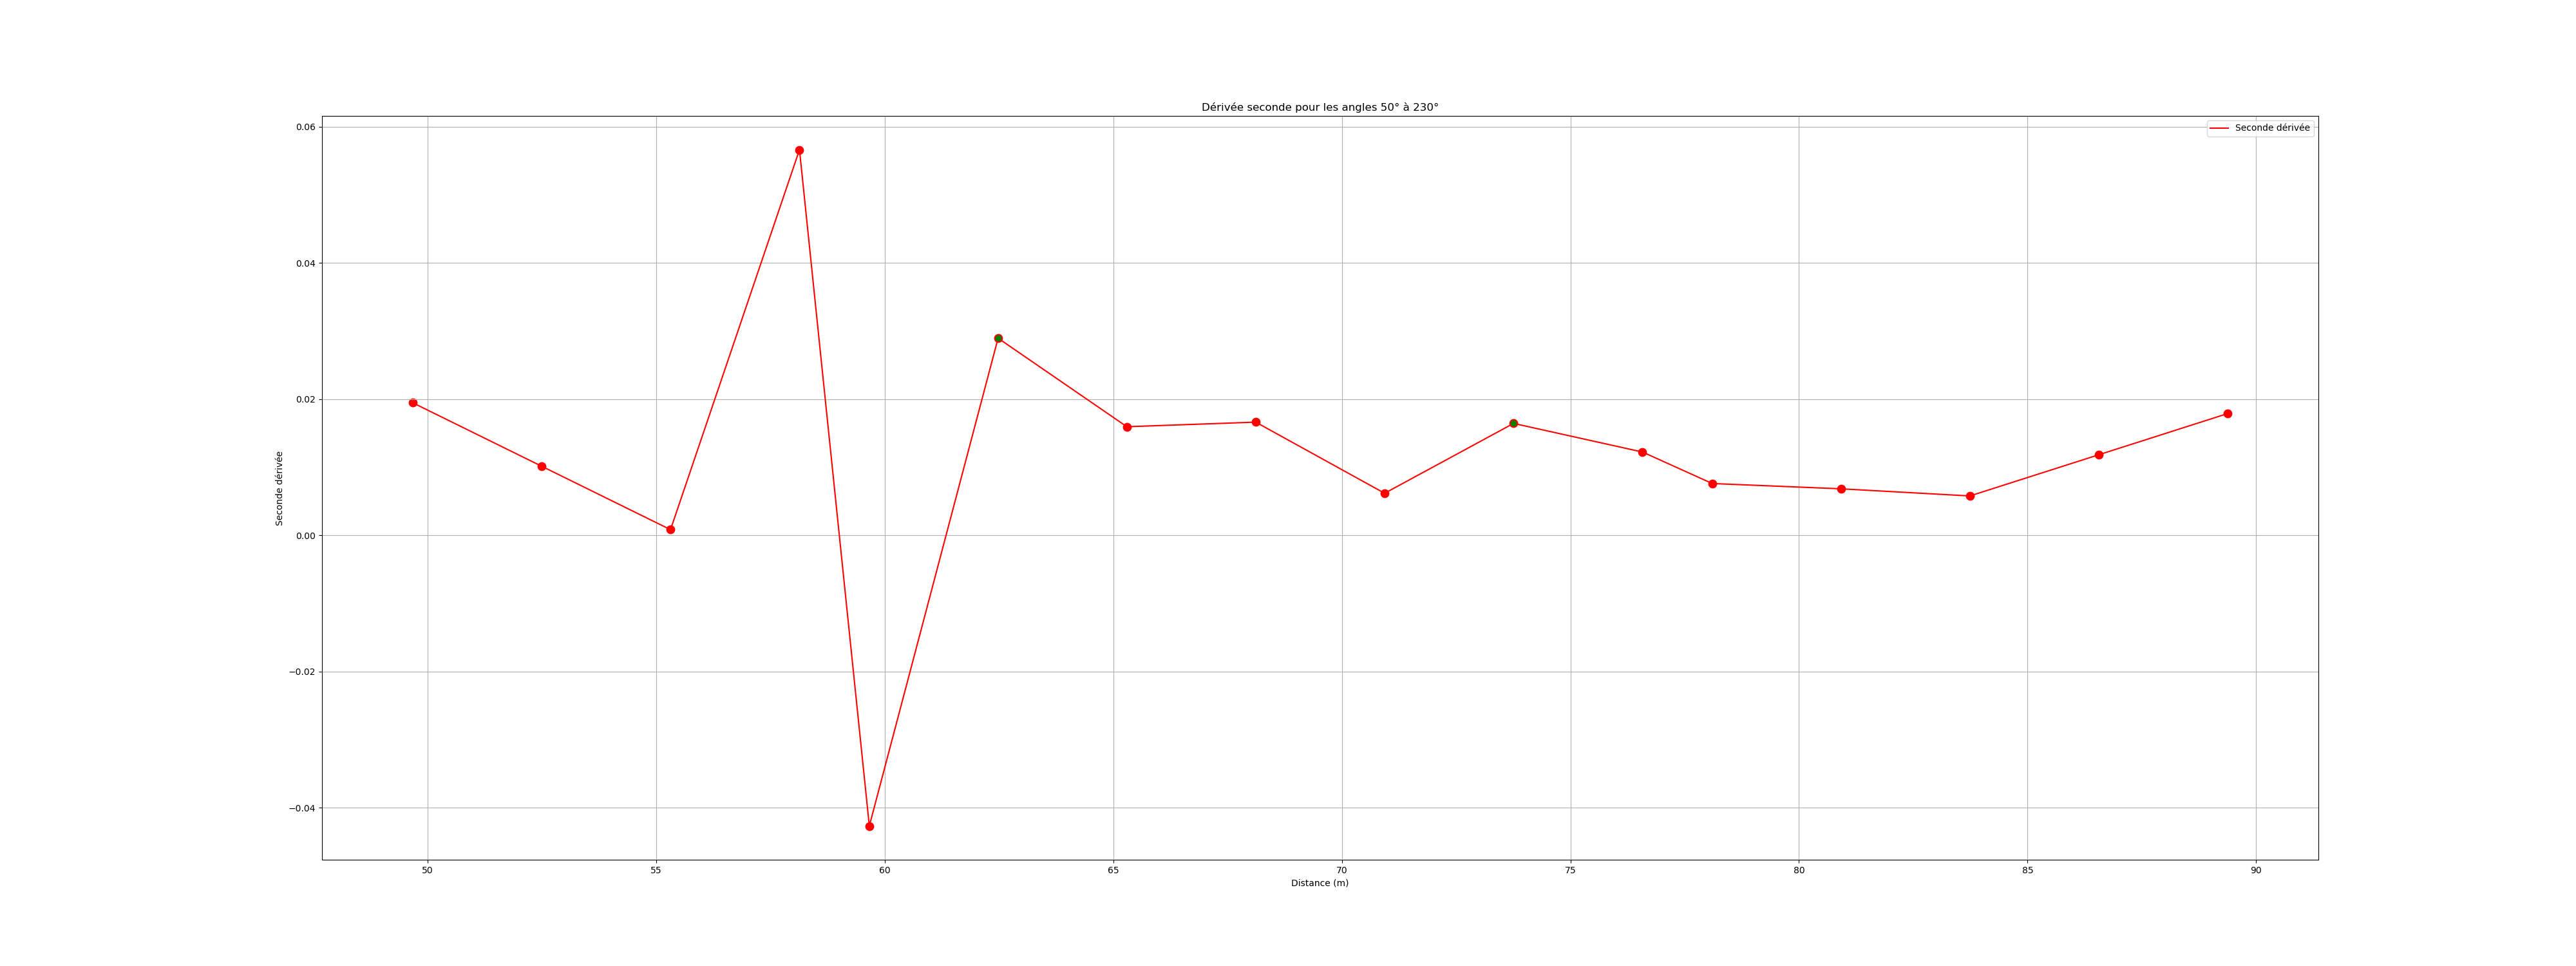 Dérivée seconde pour les angles 50° à 230°
Seconde dérivée
0.06
0.04
0.02
0.00
−0.02
−0.04
Seconde dérivée
50 55 60 65 70 75 80 85 90
Distance (m)